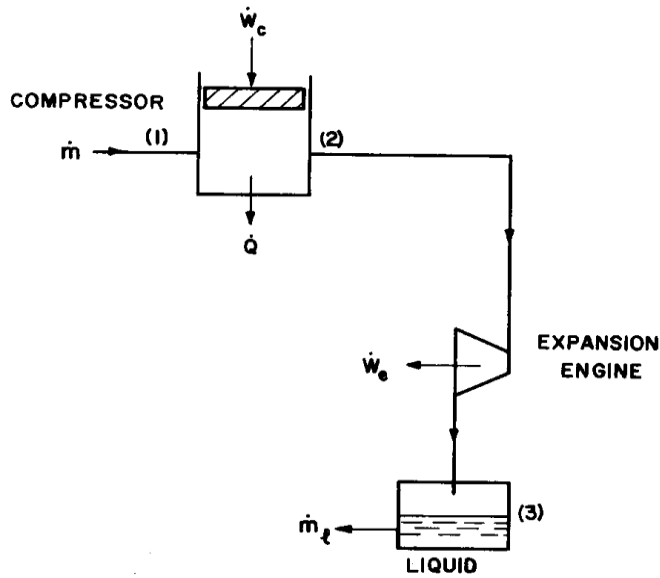 Ẇc
COMPRESSOR
(1)
(2)
ṁ
Q̇
EXPANSION
ENGINE
Ẇe
(3)
ṁℓ
LIQUID